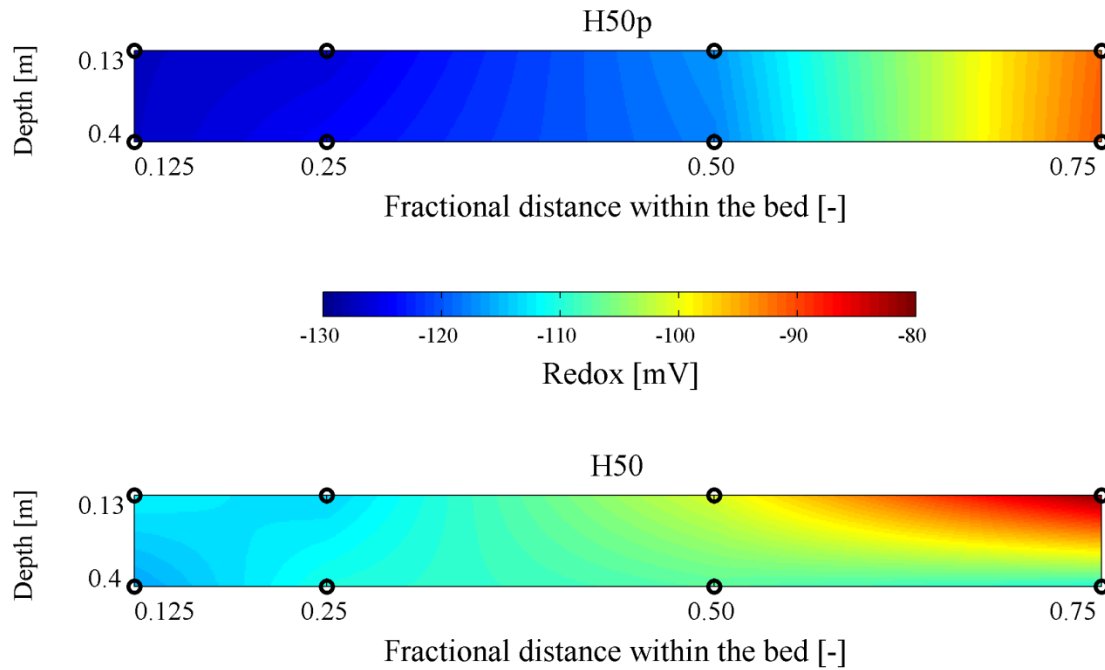 H50p
Depth [m]
0.13
0.4
0.125 0.25 0.50 0.75
Fractional distance within the bed [-]
-130 -120 -110 -100 -90 -80
Redox [mV]
H50
Depth [m]
0.13
0.4
0.125 0.25 0.50 0.75
Fractional distance within the bed [-]